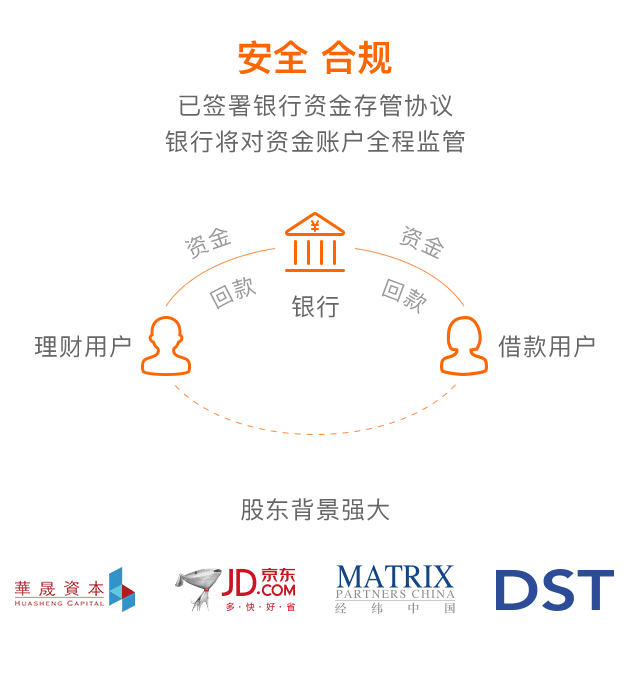 安全 合规
已签署银行资金存管协议
银行将对资金账户全程监管
¥
资金
资金
回款
回款
银行
理财用户
借款用户
股东背景强大
華晟資本
HUASHENG CAPITAL
JD 京东
.COM
多·快·好·省
MATRIX
PARTNERS CHINA
经纬中国
DST